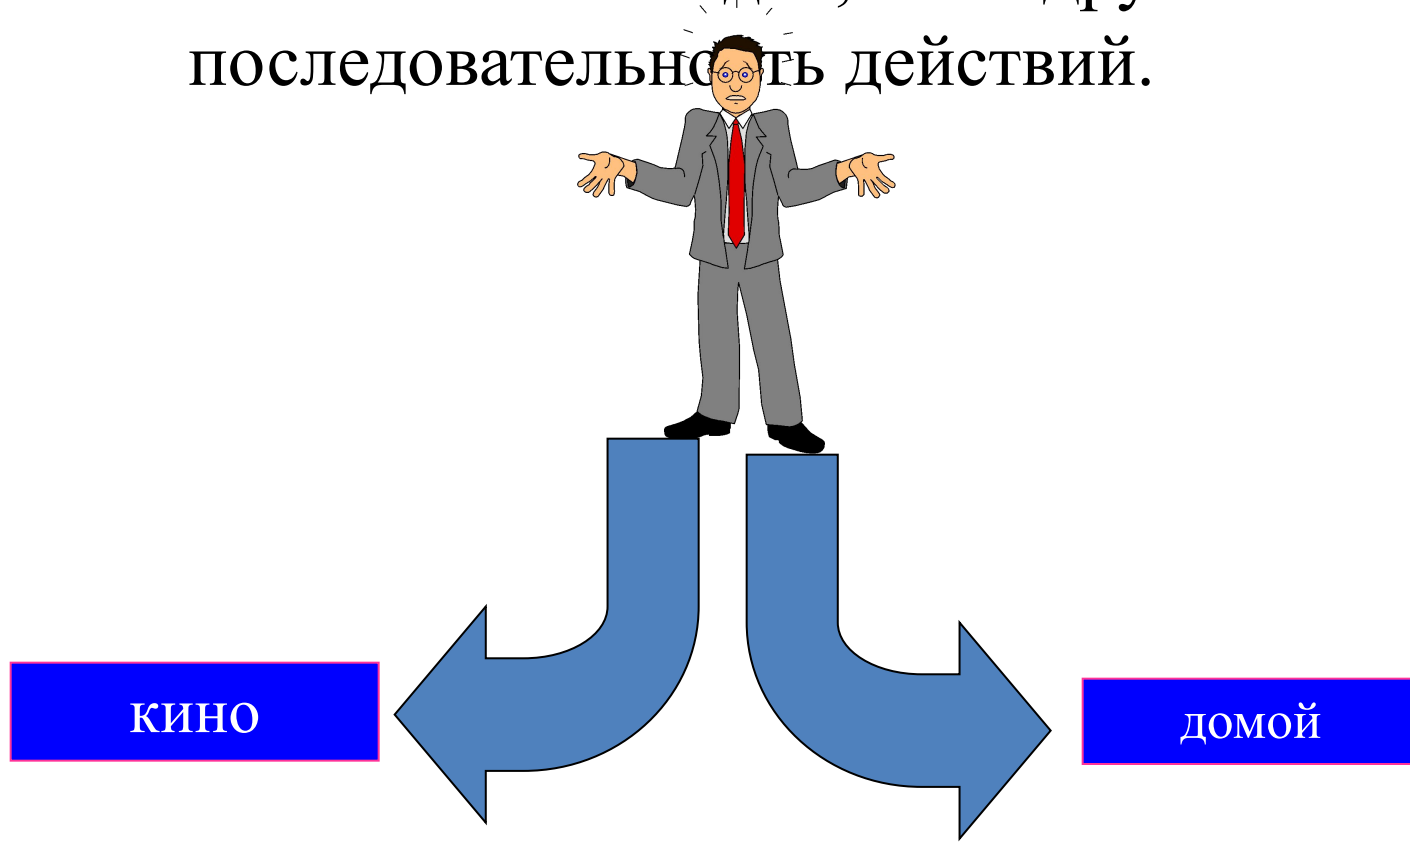 последовательность действий.
кино
домой